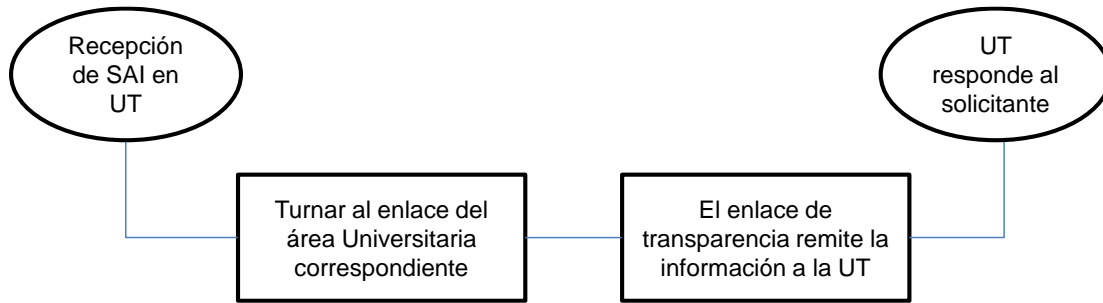 Recepción
de SAI en
UT
Turnar al enlace del
área Universitaria
correspondiente
El enlace de
transparencia remite la
información a la UT
UT
responde al
solicitante